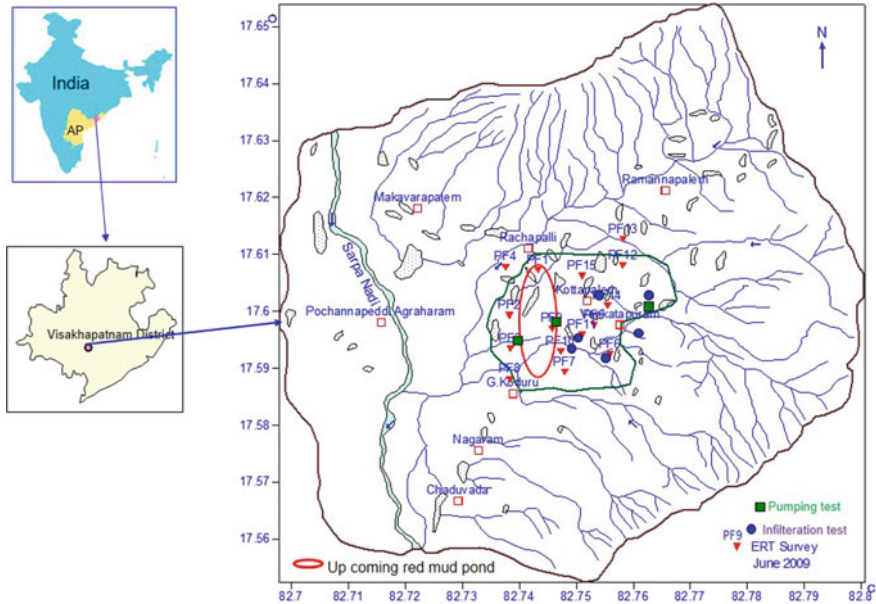 India
AP
Visakhapatnam District
N
17.65
17.64
17.63
17.62
17.61
17.6
17.59
17.58
17.57
17.56
Ramannapalem
Makavarapalem
Rachapalli
PF13
PF4
PF1
PF15
PF12
Sarpa Nadi
Kottapalem
PF2
Pochannapeddi Agraharam
Venkatapuram
PF11
PF10
PF6
PF8
PF7
G.Koduru
Nagaram
Chaduvada
Pumping test
Infilteration test
PF9
ERT Survey
June 2009
Up coming red mud pond
82.7 82.71 82.72 82.73 82.74 82.75 82.76 82.77 82.78 82.79 82.8